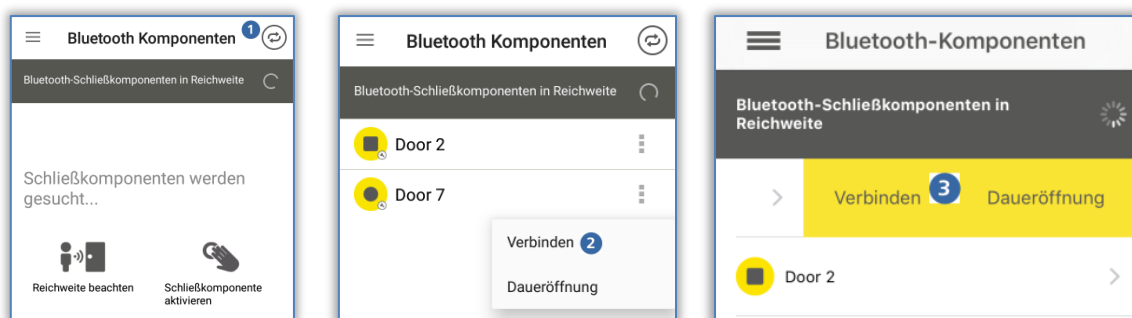 Bluetooth Komponenten 1
Bluetooth-Schließkomponenten in Reichweite
Schließkomponenten werden
gesucht...
Reichweite beachten
Schließkomponente
aktivieren
Bluetooth Komponenten
Bluetooth-Schließkomponenten in Reichweite
Door 2
Door 7
Verbinden 2
Daueröffnung
Bluetooth-Komponenten
Bluetooth-Schließkomponenten in
Reichweite
Verbinden 3 Daueröffnung
Door 2